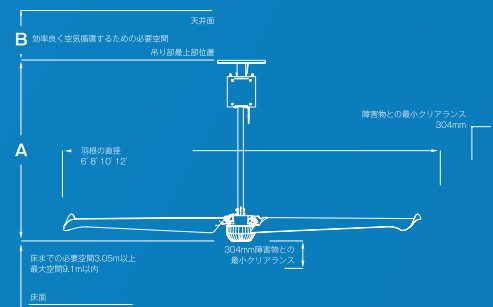 天井面
B 効率良く空気循環するための必要空間
吊り部最上部位置
障害物との最小クリアランス
304mm
A
羽根の直径
6' 8' 10' 12'
304mm障害物との
最小クリアランス
床までの必要空間3.05m以上
最大空間9.1m以内
床面